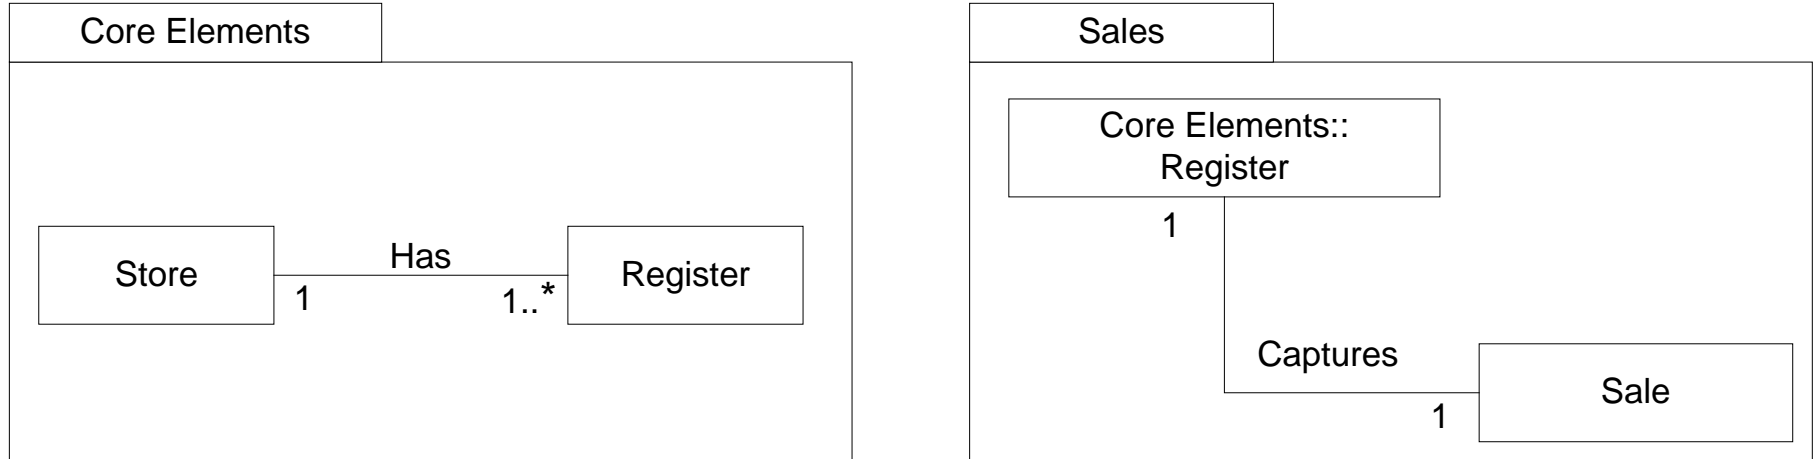 Core Elements
Store
Has
1
1..*
Register
Sales
Core Elements::
Register
1
Captures
1
Sale